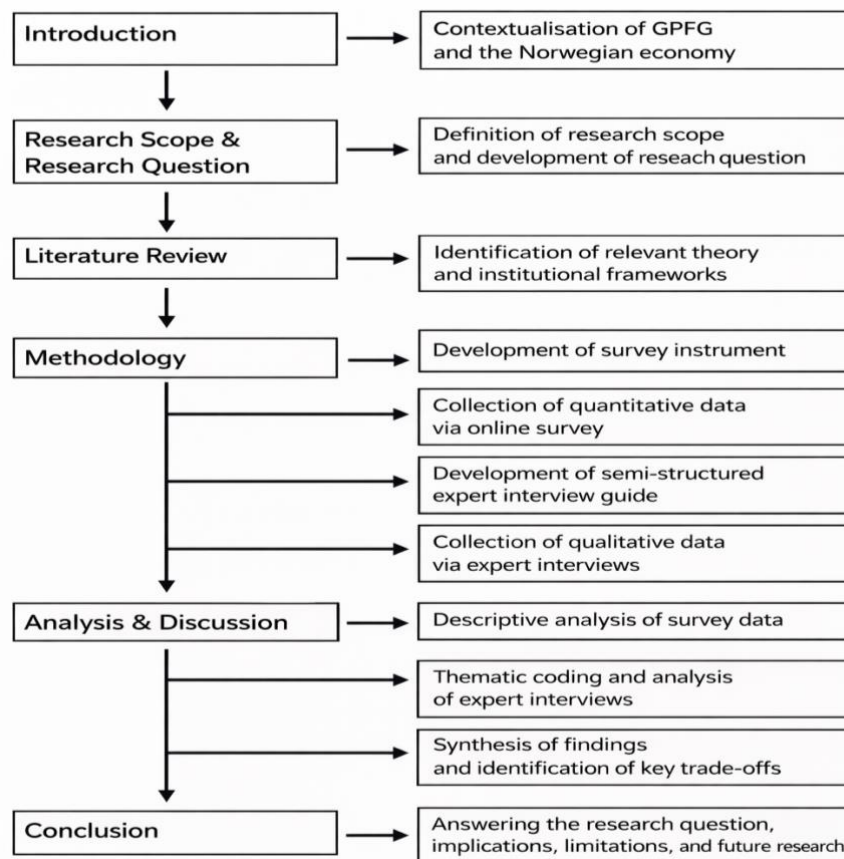 Introduction
Contextualisation of GPFG
and the Norwegian economy
Research Scope &
Research Question
Definition of research scope
and development of reseach question
Literature Review
Identification of relevant theory
and institutional frameworks
Methodology
Development of survey instrument
Collection of quantitative data
via online survey
Development of semi-structured
expert interview guide
Collection of qualitative data
via expert interviews
Analysis & Discussion
Descriptive analysis of survey data
Thematic coding and analysis
of expert interviews
Synthesis of findings
and identification of key trade-offs
Conclusion
Answering the research question,
implications, limitations, and future research